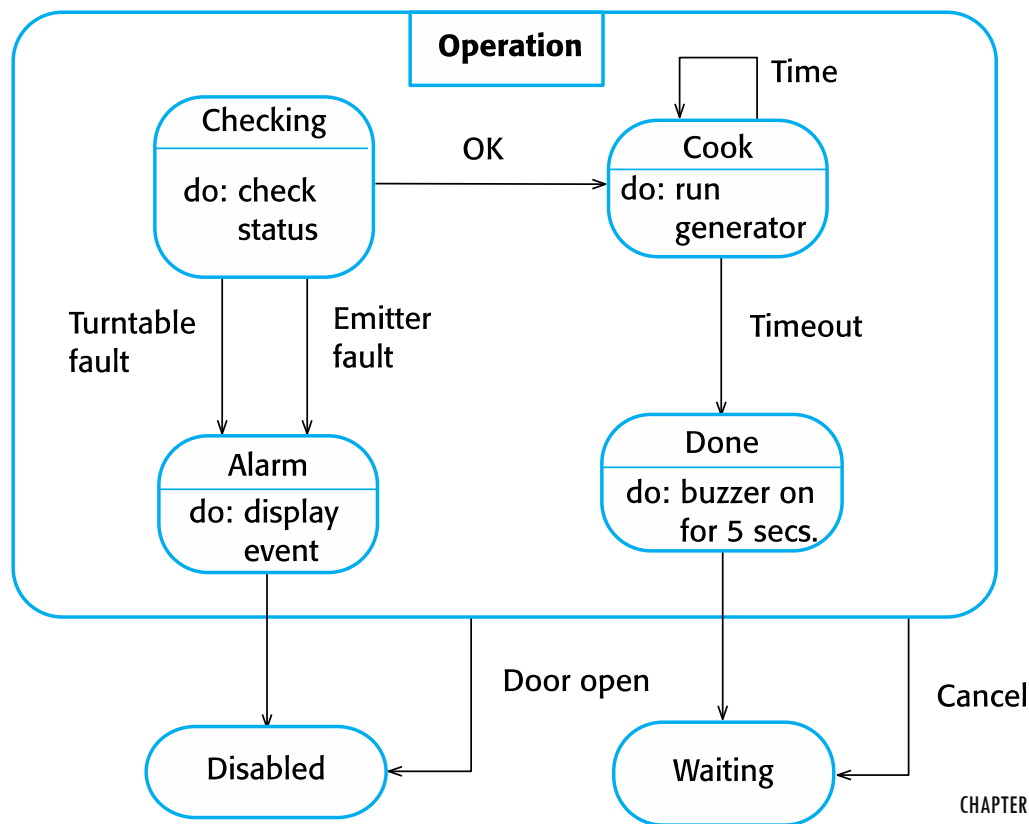 Operation
Time
Checking
OK
Cook
do: check
status
do: run
generator
Turntable
fault
Emitter
fault
Timeout
Alarm
do: display
event
Done
do: buzzer on
for 5 secs.
Door open
Cancel
Disabled
Waiting
CHAPTER